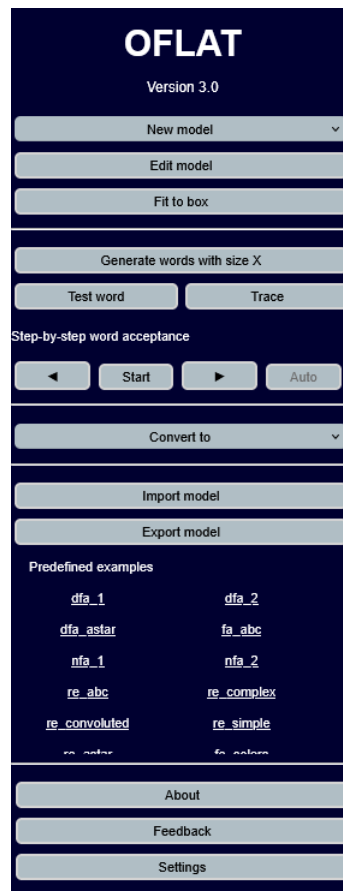 OFLAT
Version 3.0
New model
Edit model
Fit to box
Generate words with size X
Test word Trace
Step-by-step word acceptance
◄ Start ► Auto
Convert to
Import model
Export model
Predefined examples
dfa_1 dfa_2
dfa_astar fa_abc
nfa_1 nfa_2
re_abc re_complex
re_convoluted re_simple
About
Feedback
Settings